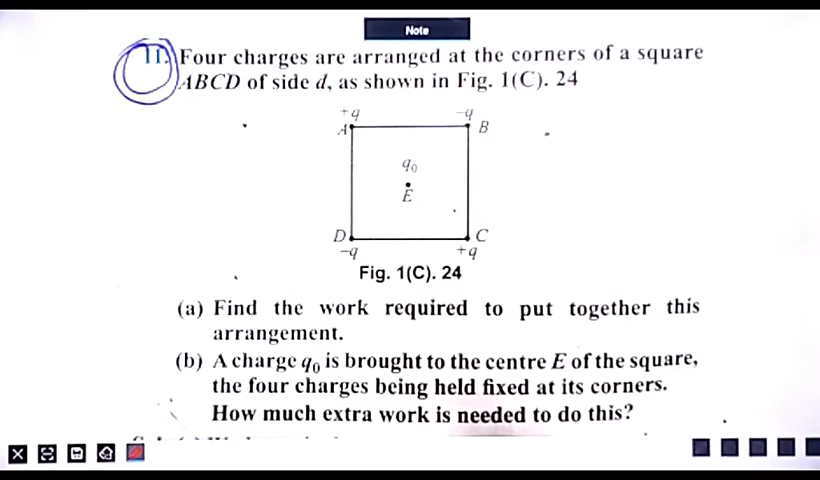 Note
11. Four charges are arranged at the corners of a square
ABCD of side d, as shown in Fig. 1(C). 24
+q
-q
A
B
q₀
E
D
C
-q
+q
Fig. 1(C). 24
(a) Find the work required to put together this
arrangement.
(b) A charge q₀ is brought to the centre E of the square,
the four charges being held fixed at its corners.
How much extra work is needed to do this?